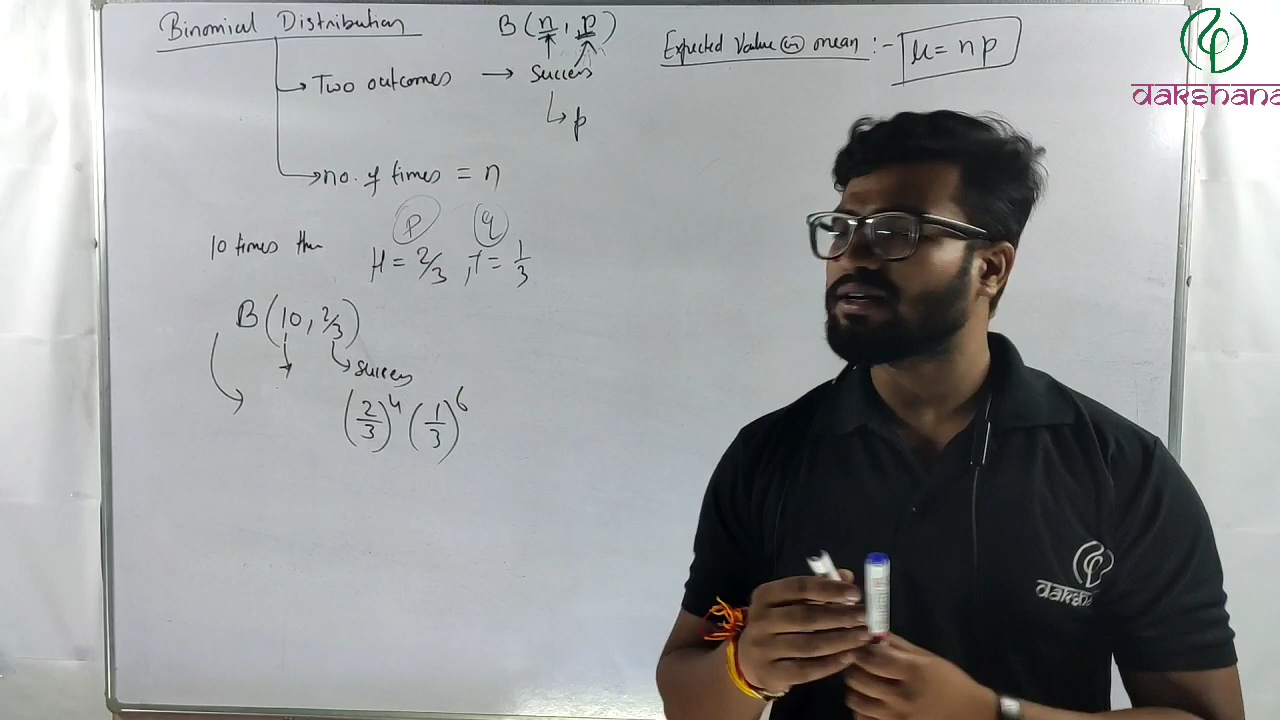 Binomial Distribution
B(n, p)
→ Two outcomes → Success
↳ p
→ no. of times = n
p q
10 times then H = 2/3, T = 1/3
B(10, 2/3)
↳ success
(2/3)^4 (1/3)^6
Expected Value or mean :- μ = np
dakshana
dakshana